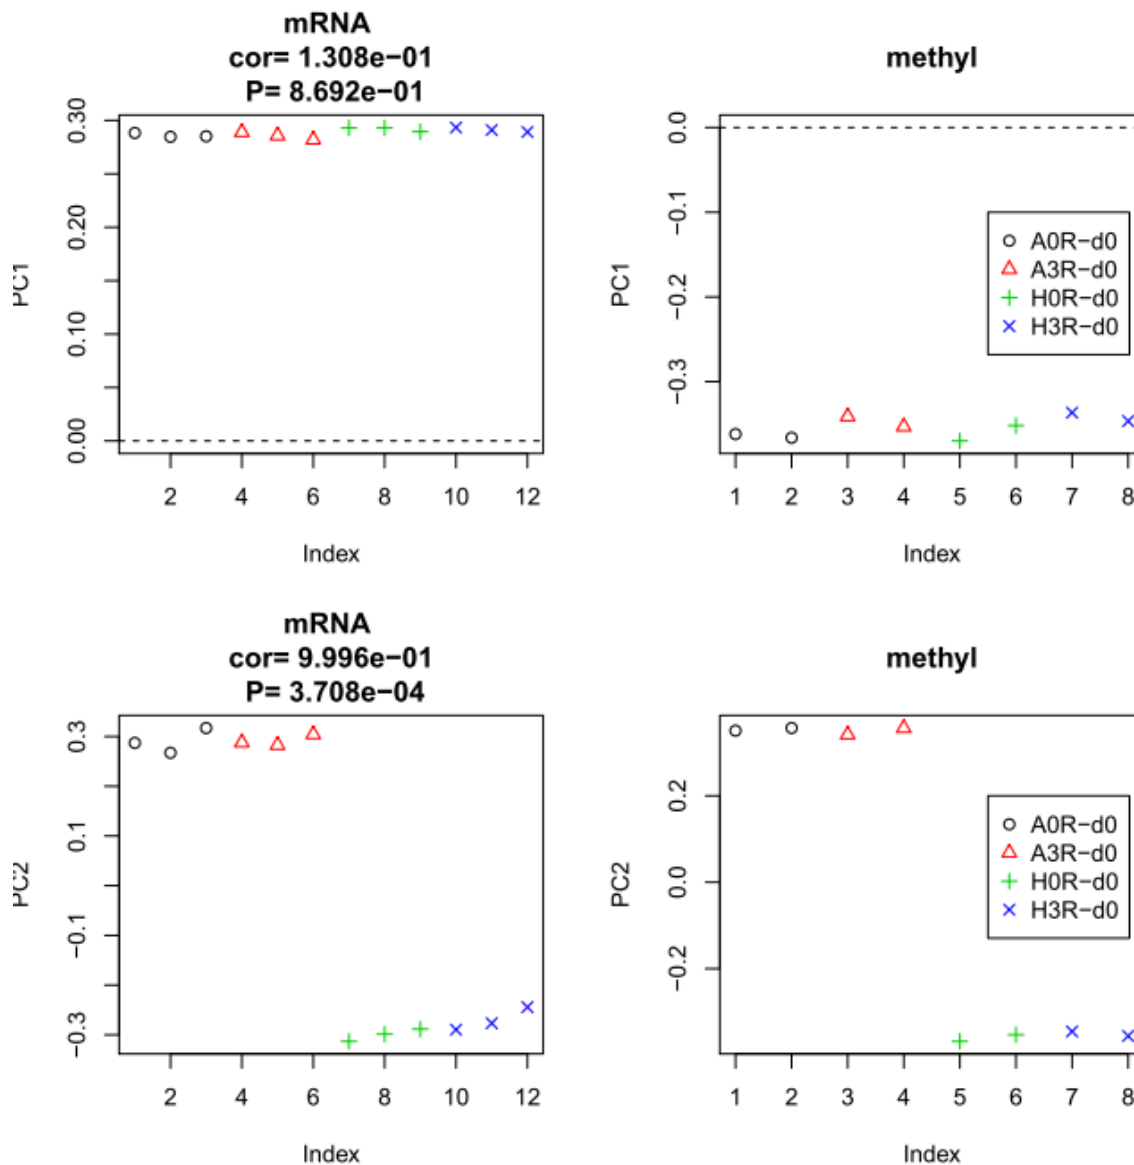 mRNA
cor= 1.308e−01
P= 8.692e−01
PC1
0.00
0.10
0.20
0.30
2
4
6
8
10
12
Index
methyl
PC1
0.0
−0.1
−0.2
−0.3
A0R−d0
A3R−d0
H0R−d0
H3R−d0
1
2
3
4
5
6
7
8
Index
mRNA
cor= 9.996e−01
P= 3.708e−04
PC2
0.3
0.1
−0.1
−0.3
2
4
6
8
10
12
Index
methyl
PC2
0.2
0.0
−0.2
A0R−d0
A3R−d0
H0R−d0
H3R−d0
1
2
3
4
5
6
7
8
Index